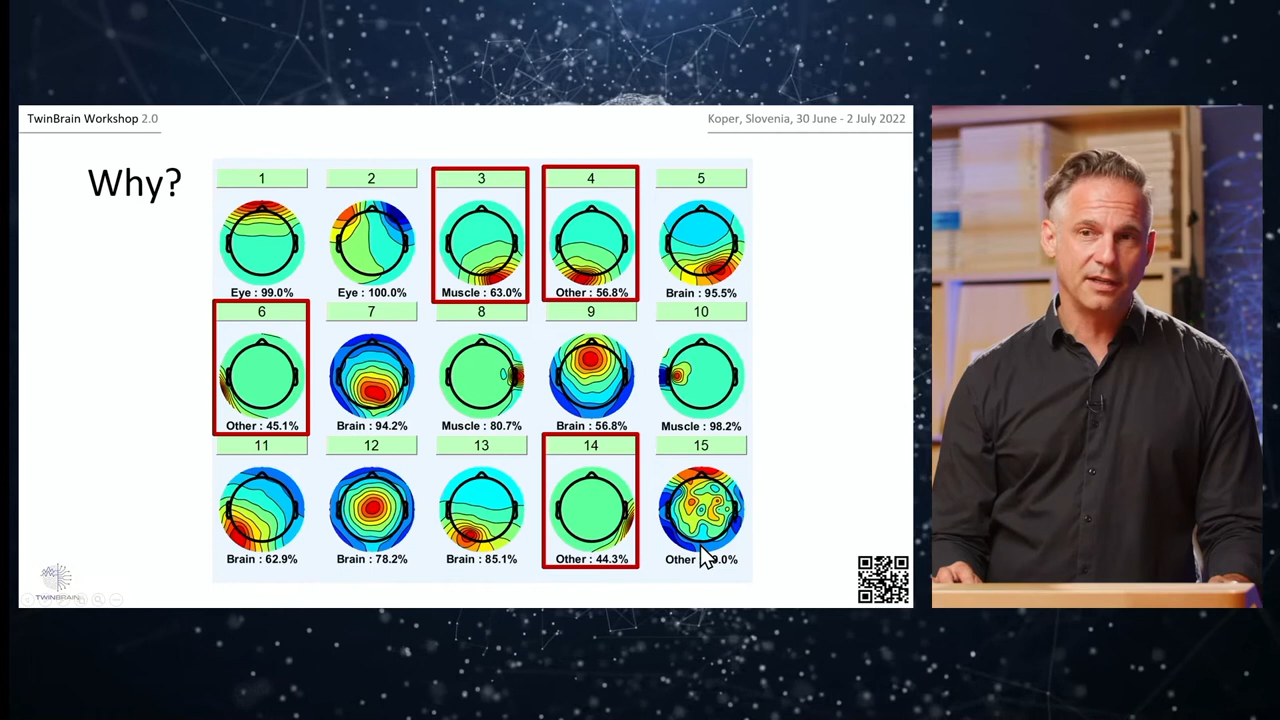 TwinBrain Workshop 2.0
Koper, Slovenia, 30 June - 2 July 2022
Why?
1 2 3 4 5
Eye : 99.0% Eye : 100.0% Muscle : 63.0% Other : 56.8% Brain : 95.5%
6 7 8 9 10
Other : 45.1% Brain : 94.2% Muscle : 80.7% Brain : 56.8% Muscle : 98.2%
11 12 13 14 15
Brain : 62.9% Brain : 78.2% Brain : 85.1% Other : 44.3% Other
TWINBRAIN